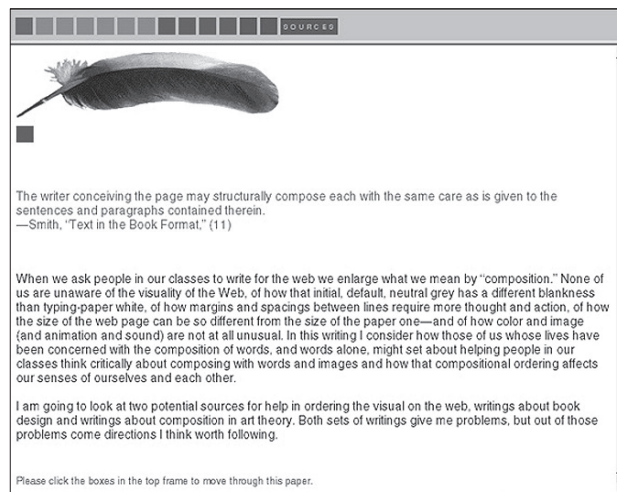 SOURCES
The writer conceiving the page may structurally compose each with the same care as is given to the
sentences and paragraphs contained therein.
—Smith, “Text in the Book Format,” (11)
When we ask people in our classes to write for the web we enlarge what we mean by “composition.” None of
us are unaware of the visuality of the Web, of how that initial, default, neutral grey has a different blankness
than typing-paper white, of how margins and spacings between lines require more thought and action, of how
the size of the web page can be so different from the size of the paper one—and of how color and image
(and animation and sound) are not at all unusual. In this writing I consider how those of us whose lives have
been concerned with the composition of words, and words alone, might set about helping people in our
classes think critically about composing with words and images and how that compositional ordering affects
our senses of ourselves and each other.
I am going to look at two potential sources for help in ordering the visual on the web, writings about book
design and writings about composition in art theory. Both sets of writings give me problems, but out of those
problems come directions I think worth following.
Please click the boxes in the top frame to move through this paper.